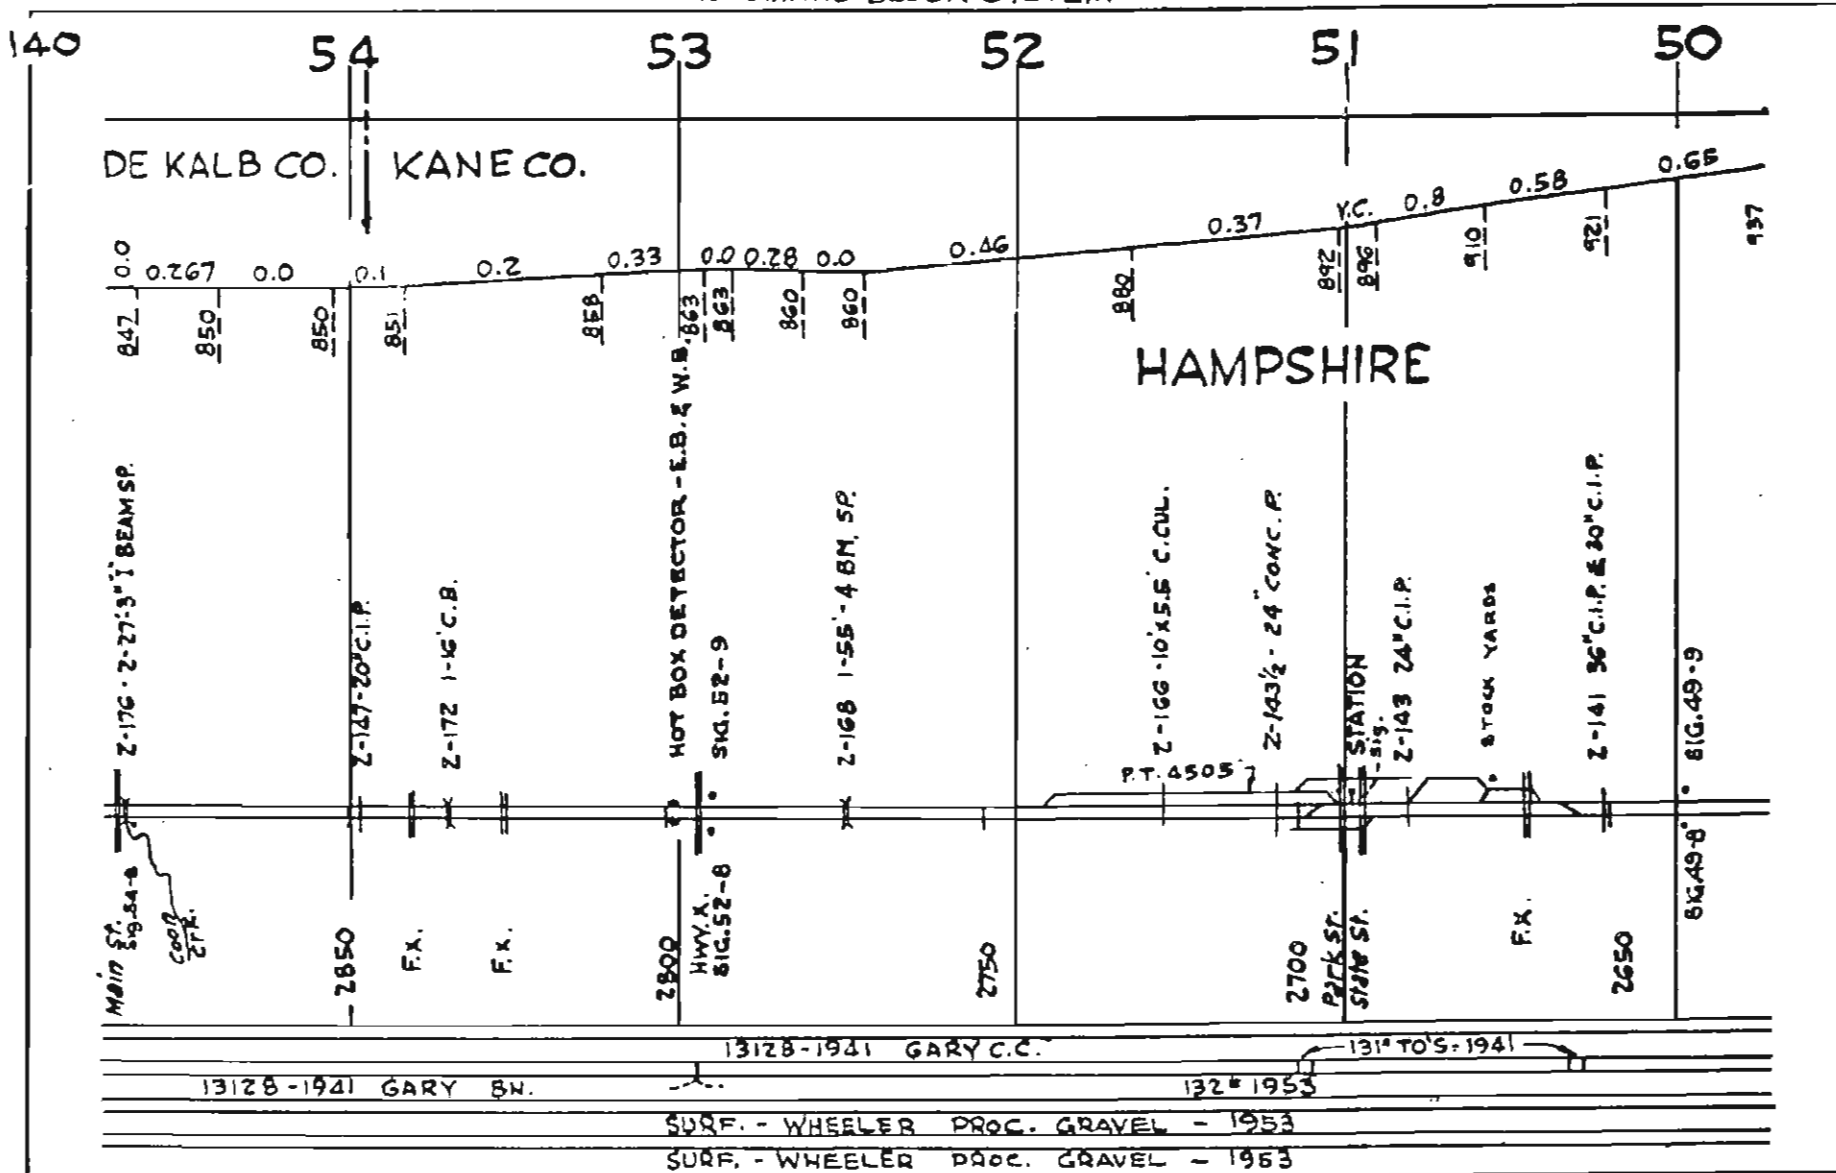 BLOCK SYSTEM
140
54
53
52
51
50
DE KALB CO.
KANE CO.
0.0
0.267
0.0
0.1
0.2
0.33
0.0
0.28
0.0
0.46
0.37
V.C.
0.8
0.58
0.65
847
850
850
851
858
863
863
860
860
880
892
896
910
921
937
HAMPSHIRE
Z-176 - 2-27'-3" "I" BEAM SP.
Z-147-20" C.I.P.
Z-172 1-16' C.B.
HOT BOX DETECTOR - E.B. & W.B.
SIG. 52-9
Z-168 1-55'-4 BM. SP.
Z-166 - 10' x 5.5' C. CUL.
P.T. 4505'
Z-143½ - 24" CONC. P.
STATION
-Sig.
Z-143 24" C.I.P.
STOCK YARDS
Z-141 36" C.I.P. & 30" C.I.P.
SIG. 49-9
Main St.
Sig. 54-8
COON
2850
F.X.
F.X.
2800
HWY. X.
SIG. 52-8
2750
2700
Park St.
State St.
F.X.
2650
SIG. 49-8
13128-1941 GARY C.C.
131# TO'S-1941
13128-1941 GARY BN.
132# 1953
SURF. - WHEELER PROC. GRAVEL - 1953
SURF. - WHEELER PROC. GRAVEL - 1953